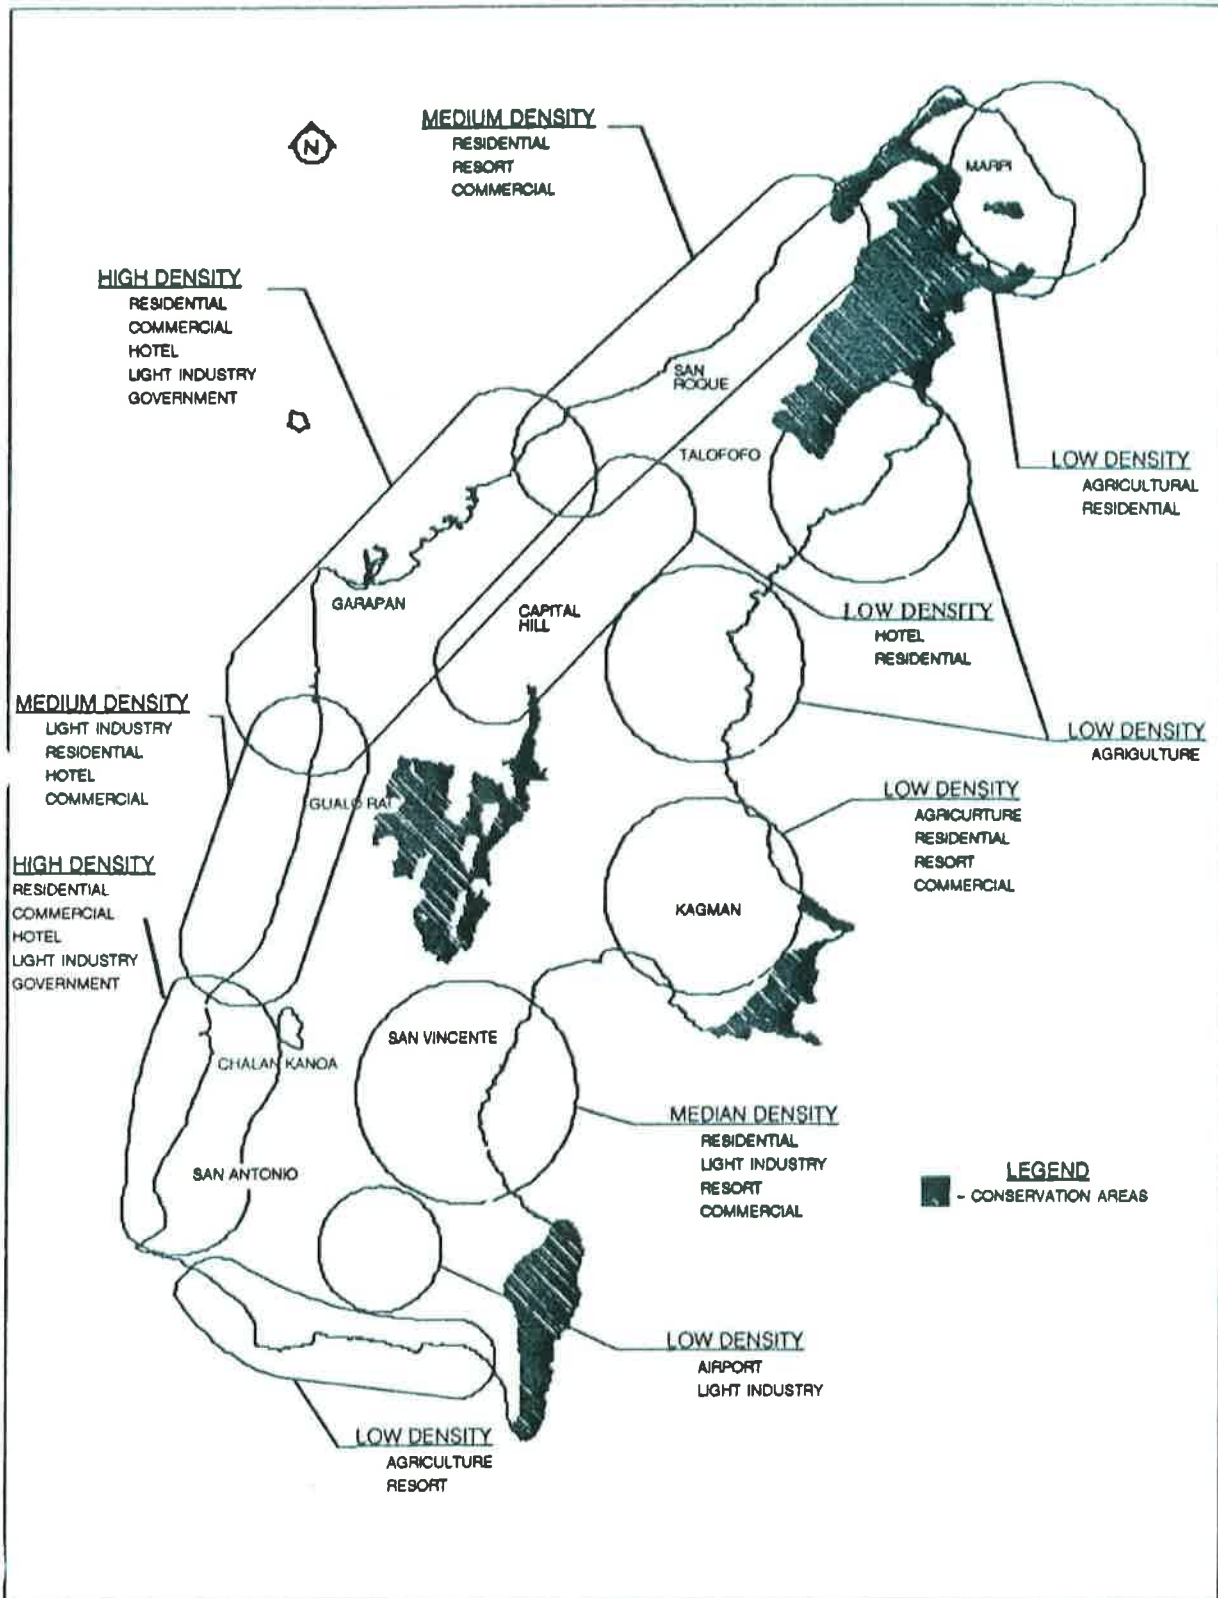 MEDIUM DENSITY
RESIDENTIAL
RESORT
COMMERCIAL
N
MARPI
HIGH DENSITY
RESIDENTIAL
COMMERCIAL
HOTEL
LIGHT INDUSTRY
GOVERNMENT
SAN
ROQUE
TALOFOFO
LOW DENSITY
AGRICULTURAL
RESIDENTIAL
GARAPAN
CAPITAL
HILL
LOW DENSITY
HOTEL
RESIDENTIAL
MEDIUM DENSITY
LIGHT INDUSTRY
RESIDENTIAL
HOTEL
COMMERCIAL
LOW DENSITY
AGRIGULTURE
GUALO RAI
LOW DENSITY
AGRICURTURE
RESIDENTIAL
RESORT
COMMERCIAL
HIGH DENSITY
RESIDENTIAL
COMMERCIAL
HOTEL
LIGHT INDUSTRY
GOVERNMENT
KAGMAN
SAN VINCENTE
CHALAN KANOA
MEDIAN DENSITY
RESIDENTIAL
LIGHT INDUSTRY
RESORT
COMMERCIAL
SAN ANTONIO
LEGEND
- CONSERVATION AREAS
LOW DENSITY
AIRPORT
LIGHT INDUSTRY
LOW DENSITY
AGRICULTURE
RESORT